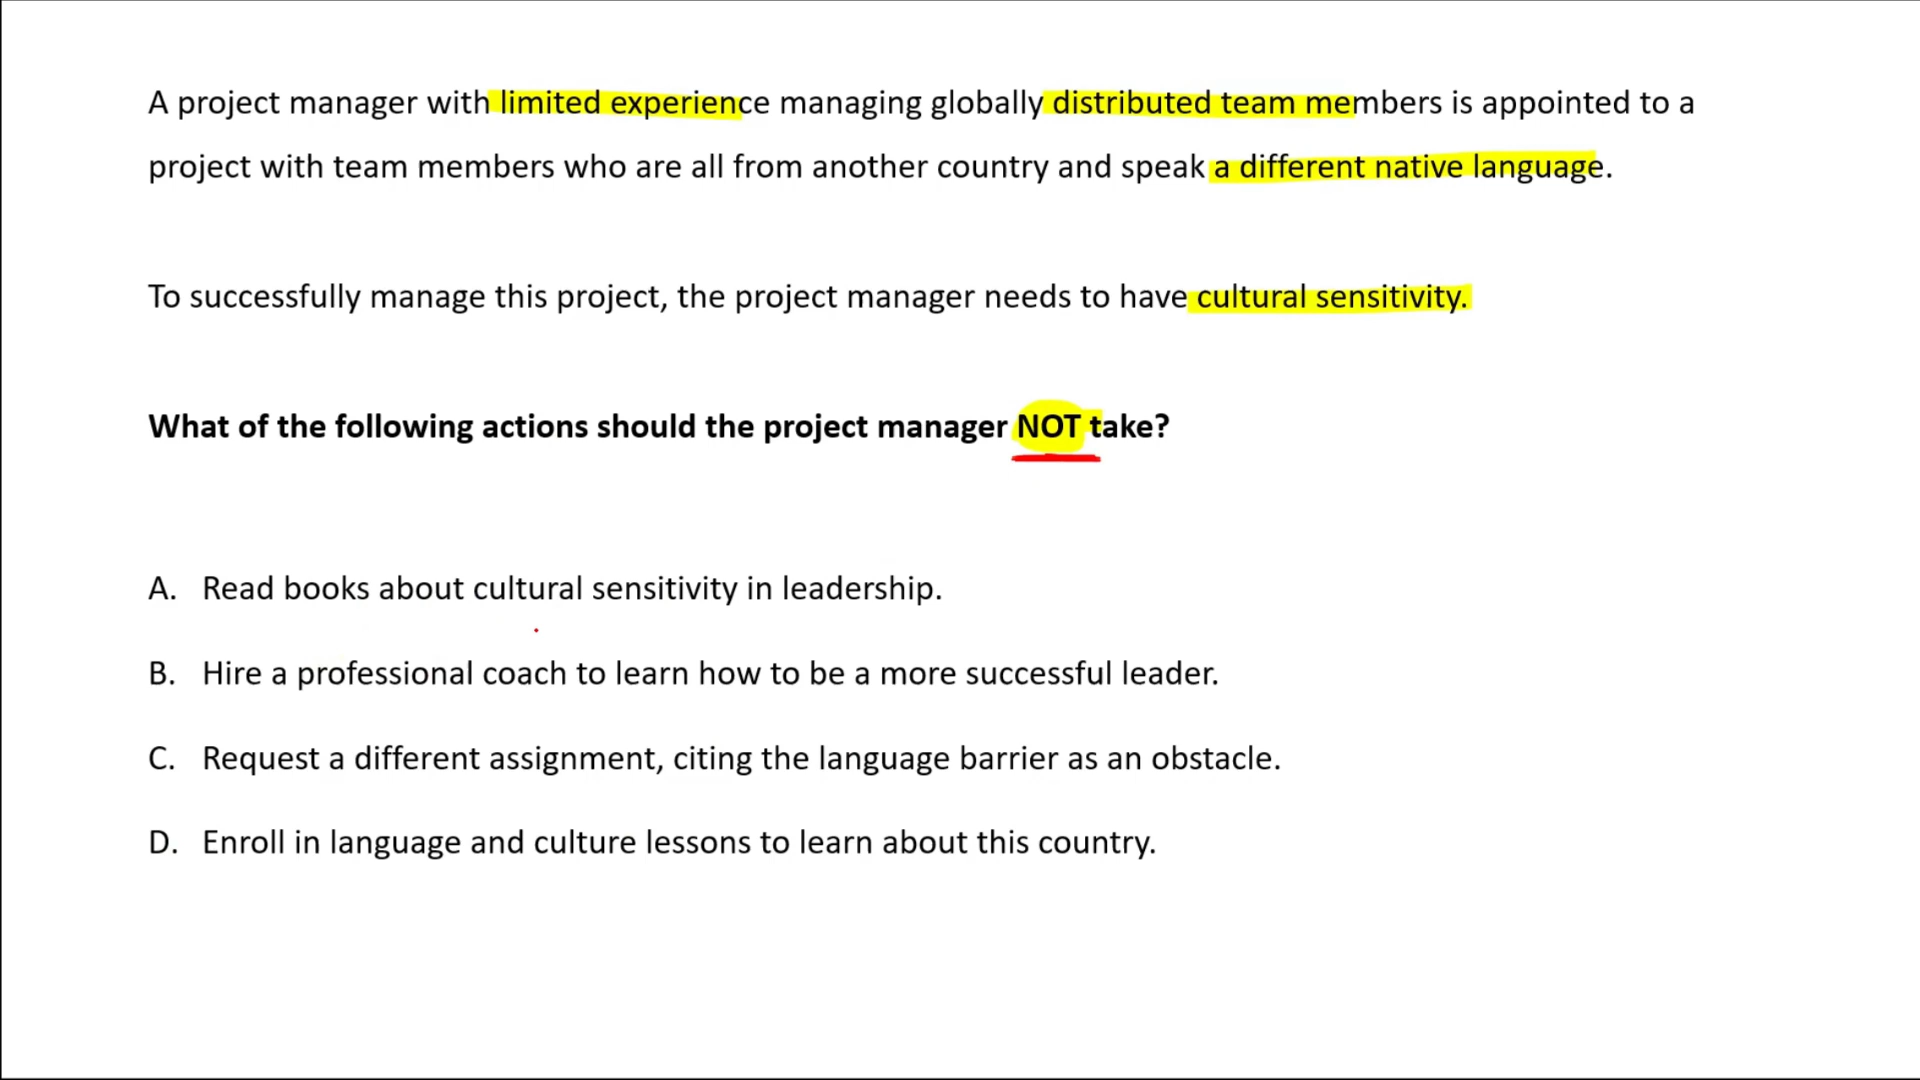 A project manager with limited experience managing globally distributed team members is appointed to a
project with team members who are all from another country and speak a different native language.
To successfully manage this project, the project manager needs to have cultural sensitivity.
What of the following actions should the project manager NOT take?
A. Read books about cultural sensitivity in leadership.
B. Hire a professional coach to learn how to be a more successful leader.
C. Request a different assignment, citing the language barrier as an obstacle.
D. Enroll in language and culture lessons to learn about this country.